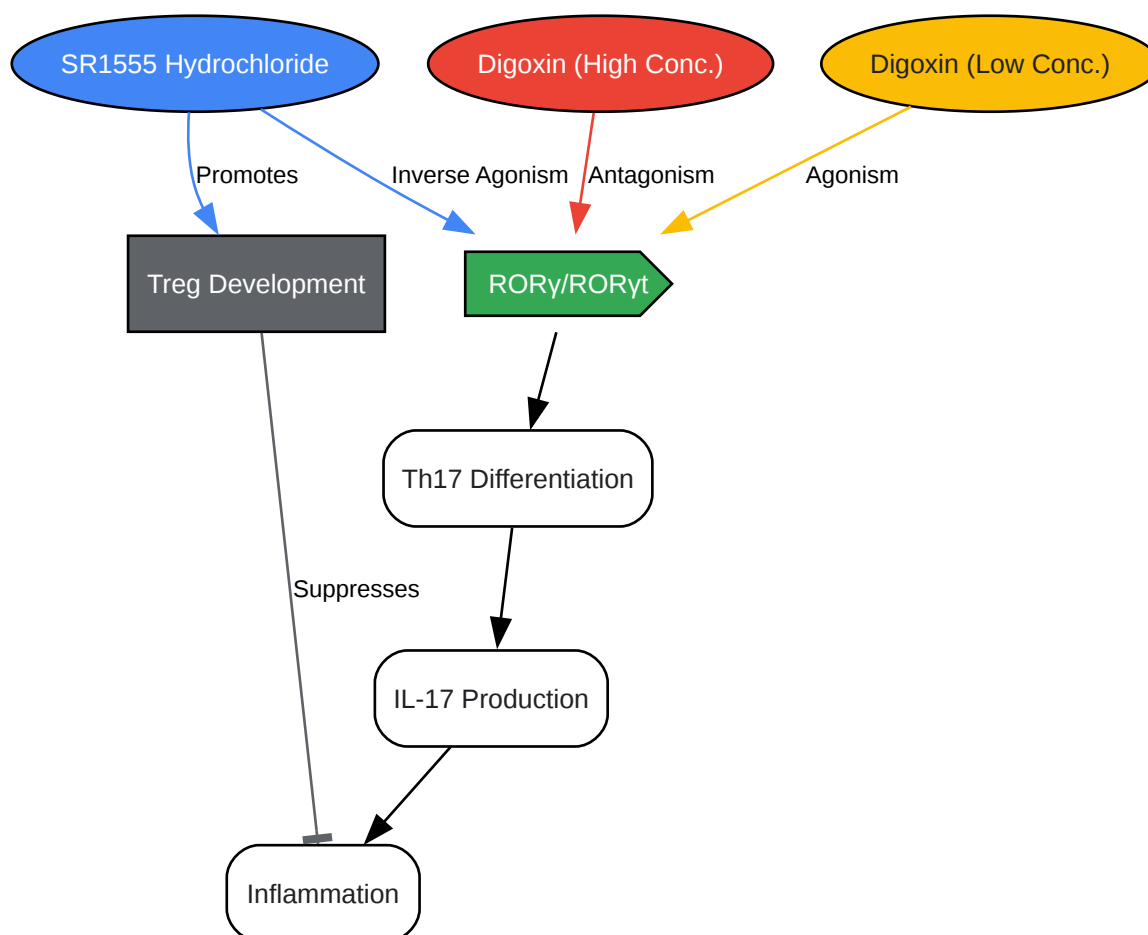 SR1555 Hydrochloride
Digoxin (High Conc.)
Digoxin (Low Conc.)
Promotes
Inverse Agonism
Antagonism
Agonism
Treg Development
RORγ/RORγt
Th17 Differentiation
Suppresses
IL-17 Production
Inflammation